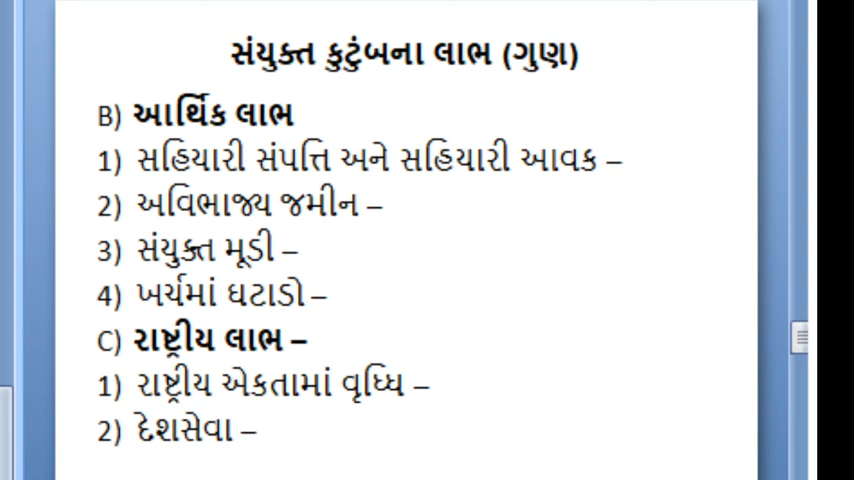 સંયુક્ત કુટુંબના લાભ (ગુણ)
B) આર્થિક લાભ
1) સહિયારી સંપત્તિ અને સહિયારી આવક –
2) અવિભાજ્ય જમીન –
3) સંયુક્ત મૂડી –
4) ખર્ચમાં ઘટાડો –
C) રાષ્ટ્રીય લાભ –
1) રાષ્ટ્રીય એકતામાં વૃધ્ધિ –
2) દેશસેવા –